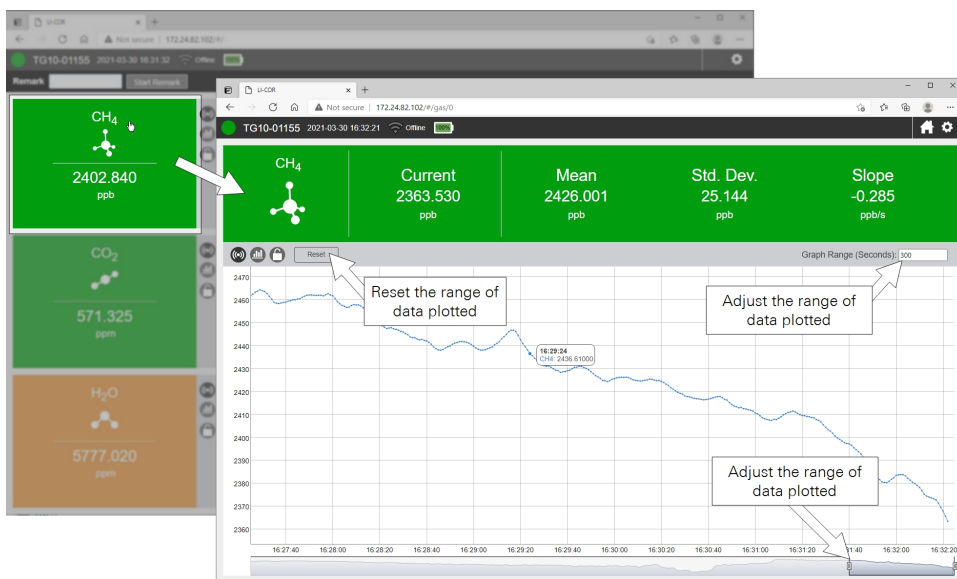 LI-COR
Not secure | 172.24.82.102/#/
TG10-01155 2021-03-30 16:31:32 Offline 100%
Remark Start Remark
CH4
2402.840
ppb
CO2
571.325
ppm
H2O
5777.020
ppm
LI-COR
Not secure | 172.24.82.102/#/gas/0
TG10-01155 2021-03-30 16:32:21 Offline 100%
CH4
Current
2363.530
ppb
Mean
2426.001
ppb
Std. Dev.
25.144
ppb
Slope
-0.285
ppb/s
Reset
Graph Range (Seconds): 300
Reset the range of
data plotted
Adjust the range of
data plotted
2470
2460
2450
2440
2430
2420
2410
2400
2390
2380
2370
2360
16:29:24
CH4: 2436.61000
Adjust the range of
data plotted
16:27:40 16:28:00 16:28:20 16:28:40 16:29:00 16:29:20 16:29:40 16:30:00 16:30:20 16:30:40 16:31:00 16:31:20 :41:40 16:32:00 16:32:20